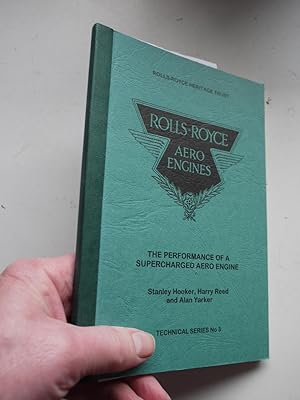 ROLLS-ROYCE HERITAGE TRUST
ROLLS-ROYCE
AERO
ENGINES
THE PERFORMANCE OF A
SUPERCHARGED AERO ENGINE
Stanley Hooker, Harry Reed
and Alan Yarker
TECHNICAL SERIES No 3